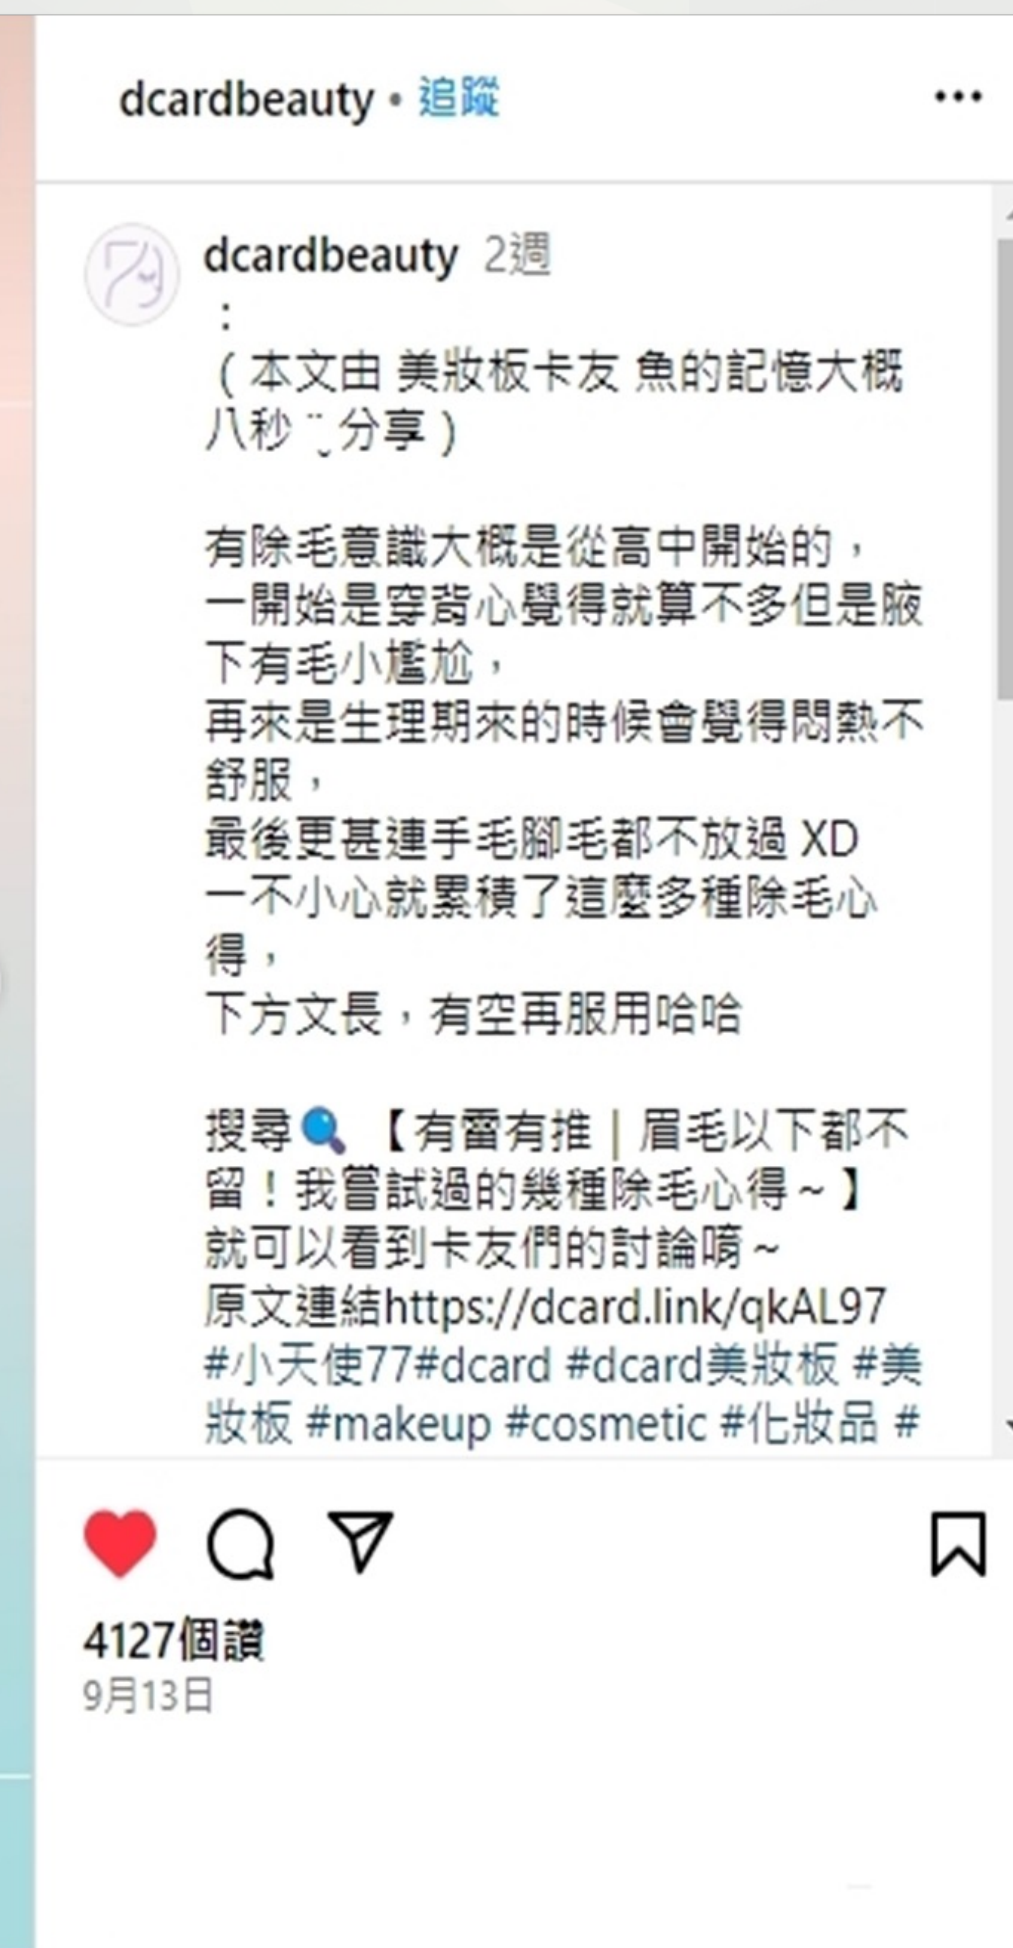 dcardbeauty • 追蹤
dcardbeauty 2週
：
（本文由 美妝板卡友 魚的記憶大概
八秒 ¨̮ 分享）
有除毛意識大概是從高中開始的，
一開始是穿背心覺得就算不多但是腋
下有毛小尷尬，
再來是生理期來的時候會覺得悶熱不
舒服，
最後更甚連手毛腳毛都不放過 XD
一不小心就累積了這麼多種除毛心
得，
下方文長，有空再服用哈哈
搜尋🔍 【有雷有推｜眉毛以下都不
留！我嘗試過的幾種除毛心得～】
就可以看到卡友們的討論唷～
原文連結https://dcard.link/qkAL97
#小天使77#dcard #dcard美妝板 #美
妝板 #makeup #cosmetic #化妝品 #
4127個讚
9月13日